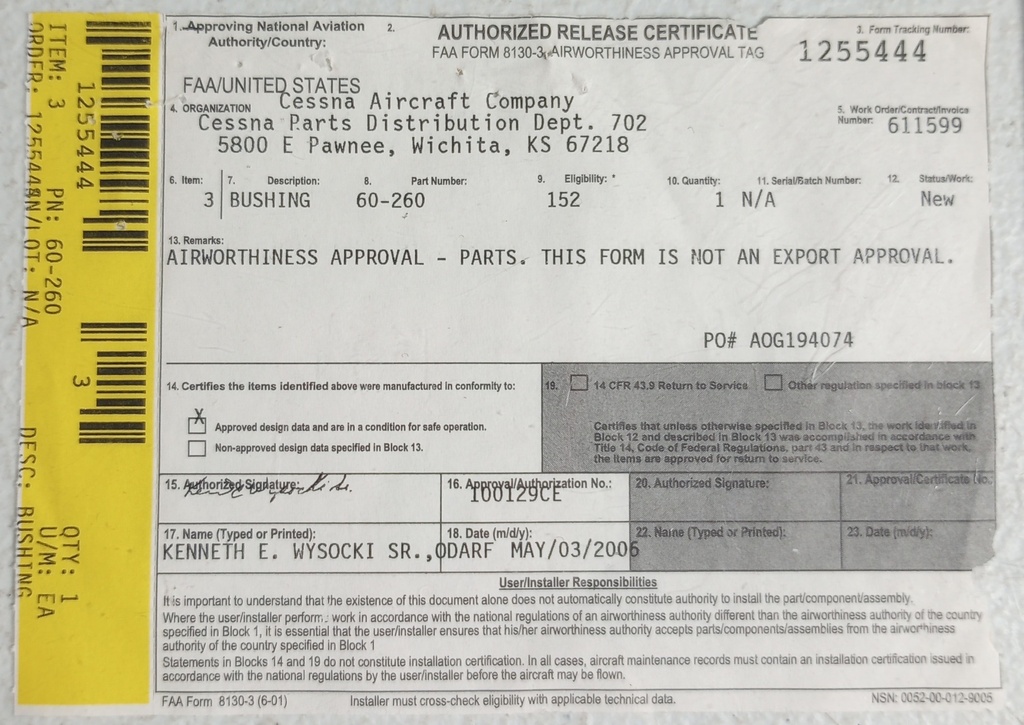 ITEM: 3
ORDER: 1255444
1255444
PN: 60-260
SN/LOT: N/A
3
DESC: BUSHING
QTY: 1
U/M: EA
1. Approving National Aviation
Authority/Country:
2.
AUTHORIZED RELEASE CERTIFICATE
FAA FORM 8130-3, AIRWORTHINESS APPROVAL TAG
3. Form Tracking Number:
1255444
FAA/UNITED STATES
4. ORGANIZATION Cessna Aircraft Company
Cessna Parts Distribution Dept. 702
5800 E Pawnee, Wichita, KS 67218
5. Work Order/Contract/Invoice
Number: 611599
6. Item: 7. Description: 8. Part Number: 9. Eligibility: * 10. Quantity: 11. Serial/Batch Number: 12. Status/Work:
3 BUSHING 60-260 152 1 N/A New
13. Remarks:
AIRWORTHINESS APPROVAL - PARTS. THIS FORM IS NOT AN EXPORT APPROVAL.
PO# AOG194074
14. Certifies the items identified above were manufactured in conformity to:
X Approved design data and are in a condition for safe operation.
Non-approved design data specified in Block 13.
19. 14 CFR 43.9 Return to Service Other regulation specified in block 13
Certifies that unless otherwise specified in Block 13, the work identified in
Block 12 and described in Block 13 was accomplished in accordance with
Title 14, Code of Federal Regulations, part 43 and in respect to that work,
the items are approved for return to service.
15. Authorized Signature:
16. Approval/Authorization No.:
100129CE
20. Authorized Signature:
21. Approval/Certificate No.:
17. Name (Typed or Printed):
KENNETH E. WYSOCKI SR.,ODARF
18. Date (m/d/y):
MAY/03/2006
22. Name (Typed or Printed):
23. Date (m/d/y):
User/Installer Responsibilities
It is important to understand that the existence of this document alone does not automatically constitute authority to install the part/component/assembly.
Where the user/installer performs work in accordance with the national regulations of an airworthiness authority different than the airworthiness authority of the country
specified in Block 1, it is essential that the user/installer ensures that his/her airworthiness authority accepts parts/components/assemblies from the airworthiness
authority of the country specified in Block 1
Statements in Blocks 14 and 19 do not constitute installation certification. In all cases, aircraft maintenance records must contain an installation certification issued in
accordance with the national regulations by the user/installer before the aircraft may be flown.
FAA Form 8130-3 (6-01) Installer must cross-check eligibility with applicable technical data. NSN: 0052-00-012-9005